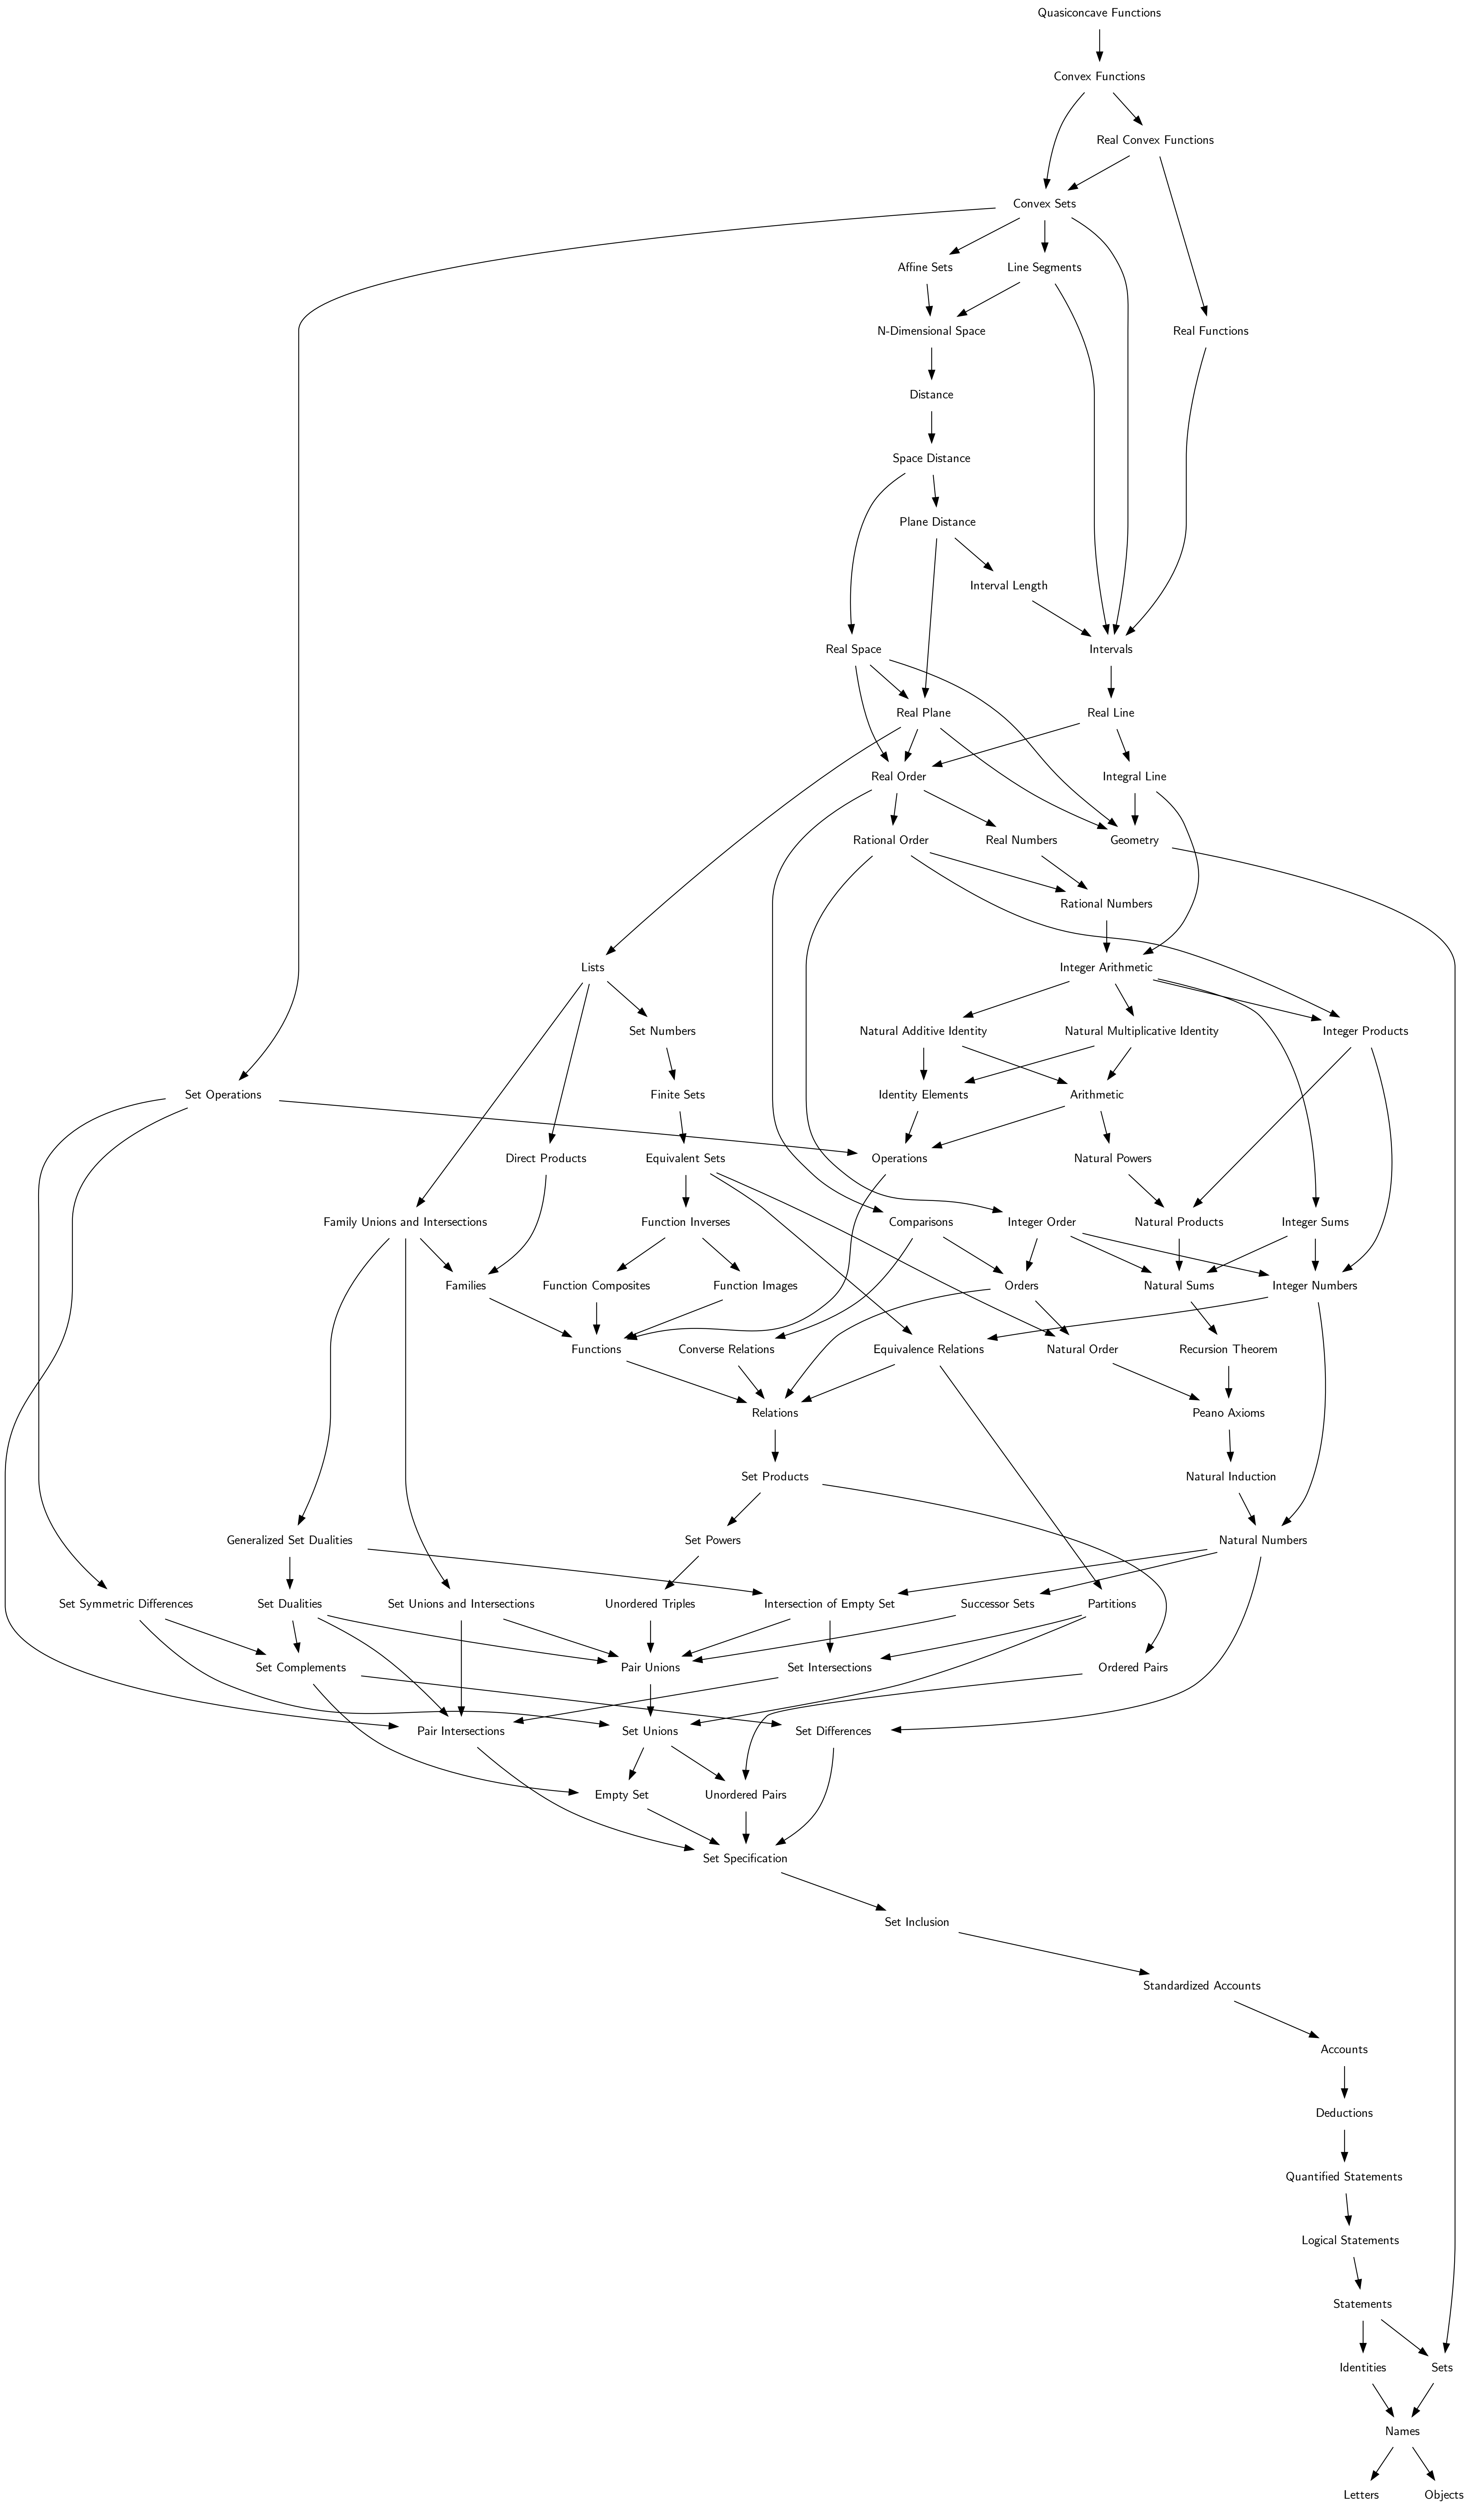 Quasiconcave Functions
Convex Functions
Real Convex Functions
Convex Sets
Affine Sets
Line Segments
N-Dimensional Space
Real Functions
Distance
Space Distance
Plane Distance
Interval Length
Real Space
Intervals
Real Plane
Real Line
Real Order
Integral Line
Rational Order
Real Numbers
Geometry
Rational Numbers
Lists
Integer Arithmetic
Set Numbers
Natural Additive Identity
Natural Multiplicative Identity
Integer Products
Set Operations
Finite Sets
Identity Elements
Arithmetic
Direct Products
Equivalent Sets
Operations
Natural Powers
Family Unions and Intersections
Function Inverses
Comparisons
Integer Order
Natural Products
Integer Sums
Families
Function Composites
Function Images
Orders
Natural Sums
Integer Numbers
Functions
Converse Relations
Equivalence Relations
Natural Order
Recursion Theorem
Relations
Peano Axioms
Set Products
Natural Induction
Generalized Set Dualities
Set Powers
Natural Numbers
Set Symmetric Differences
Set Dualities
Set Unions and Intersections
Unordered Triples
Intersection of Empty Set
Successor Sets
Partitions
Set Complements
Pair Unions
Set Intersections
Ordered Pairs
Pair Intersections
Set Unions
Set Differences
Empty Set
Unordered Pairs
Set Specification
Set Inclusion
Standardized Accounts
Accounts
Deductions
Quantified Statements
Logical Statements
Statements
Identities
Sets
Names
Letters
Objects